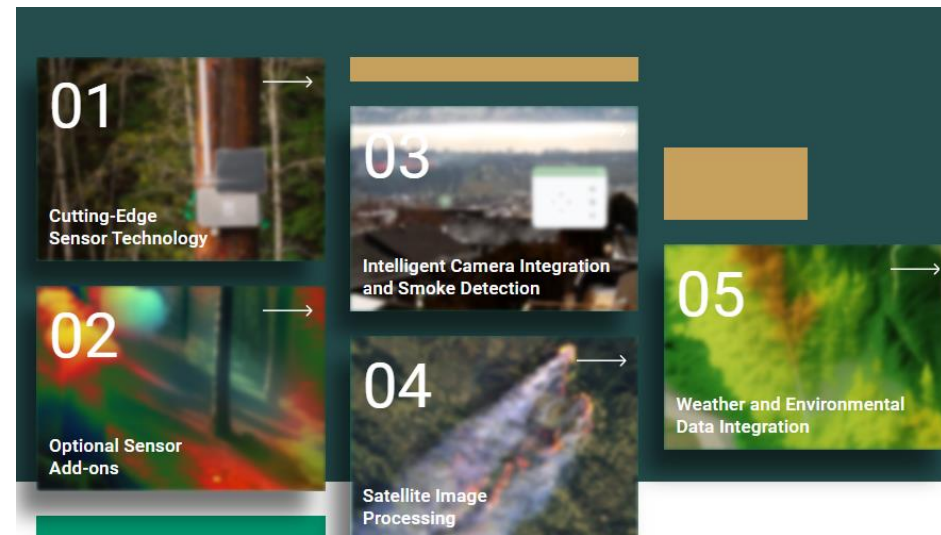 01
Cutting-Edge
Sensor Technology
02
Optional Sensor
Add-ons
03
Intelligent Camera Integration
and Smoke Detection
04
Satellite Image
Processing
05
Weather and Environmental
Data Integration